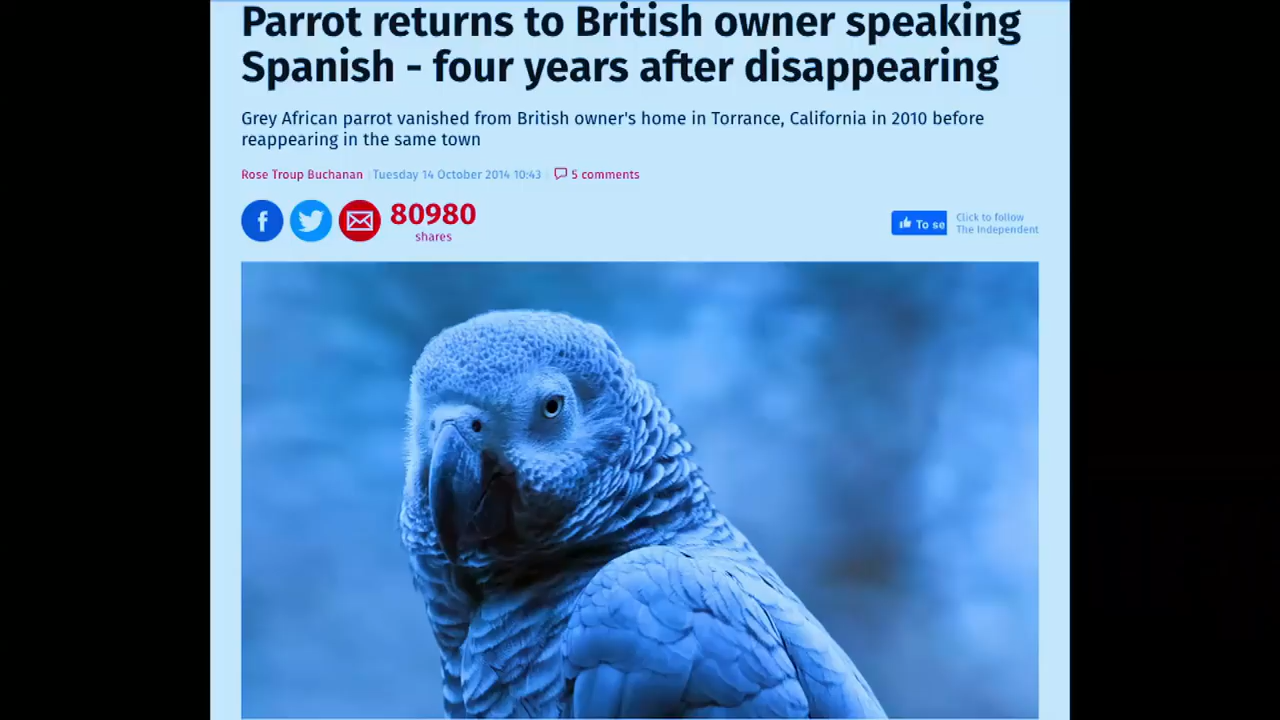 Parrot returns to British owner speaking
Spanish - four years after disappearing
Grey African parrot vanished from British owner's home in Torrance, California in 2010 before
reappearing in the same town
Rose Troup Buchanan | Tuesday 14 October 2014 10:43 | 5 comments
f 80980
shares
To se
Click to follow
The Independent